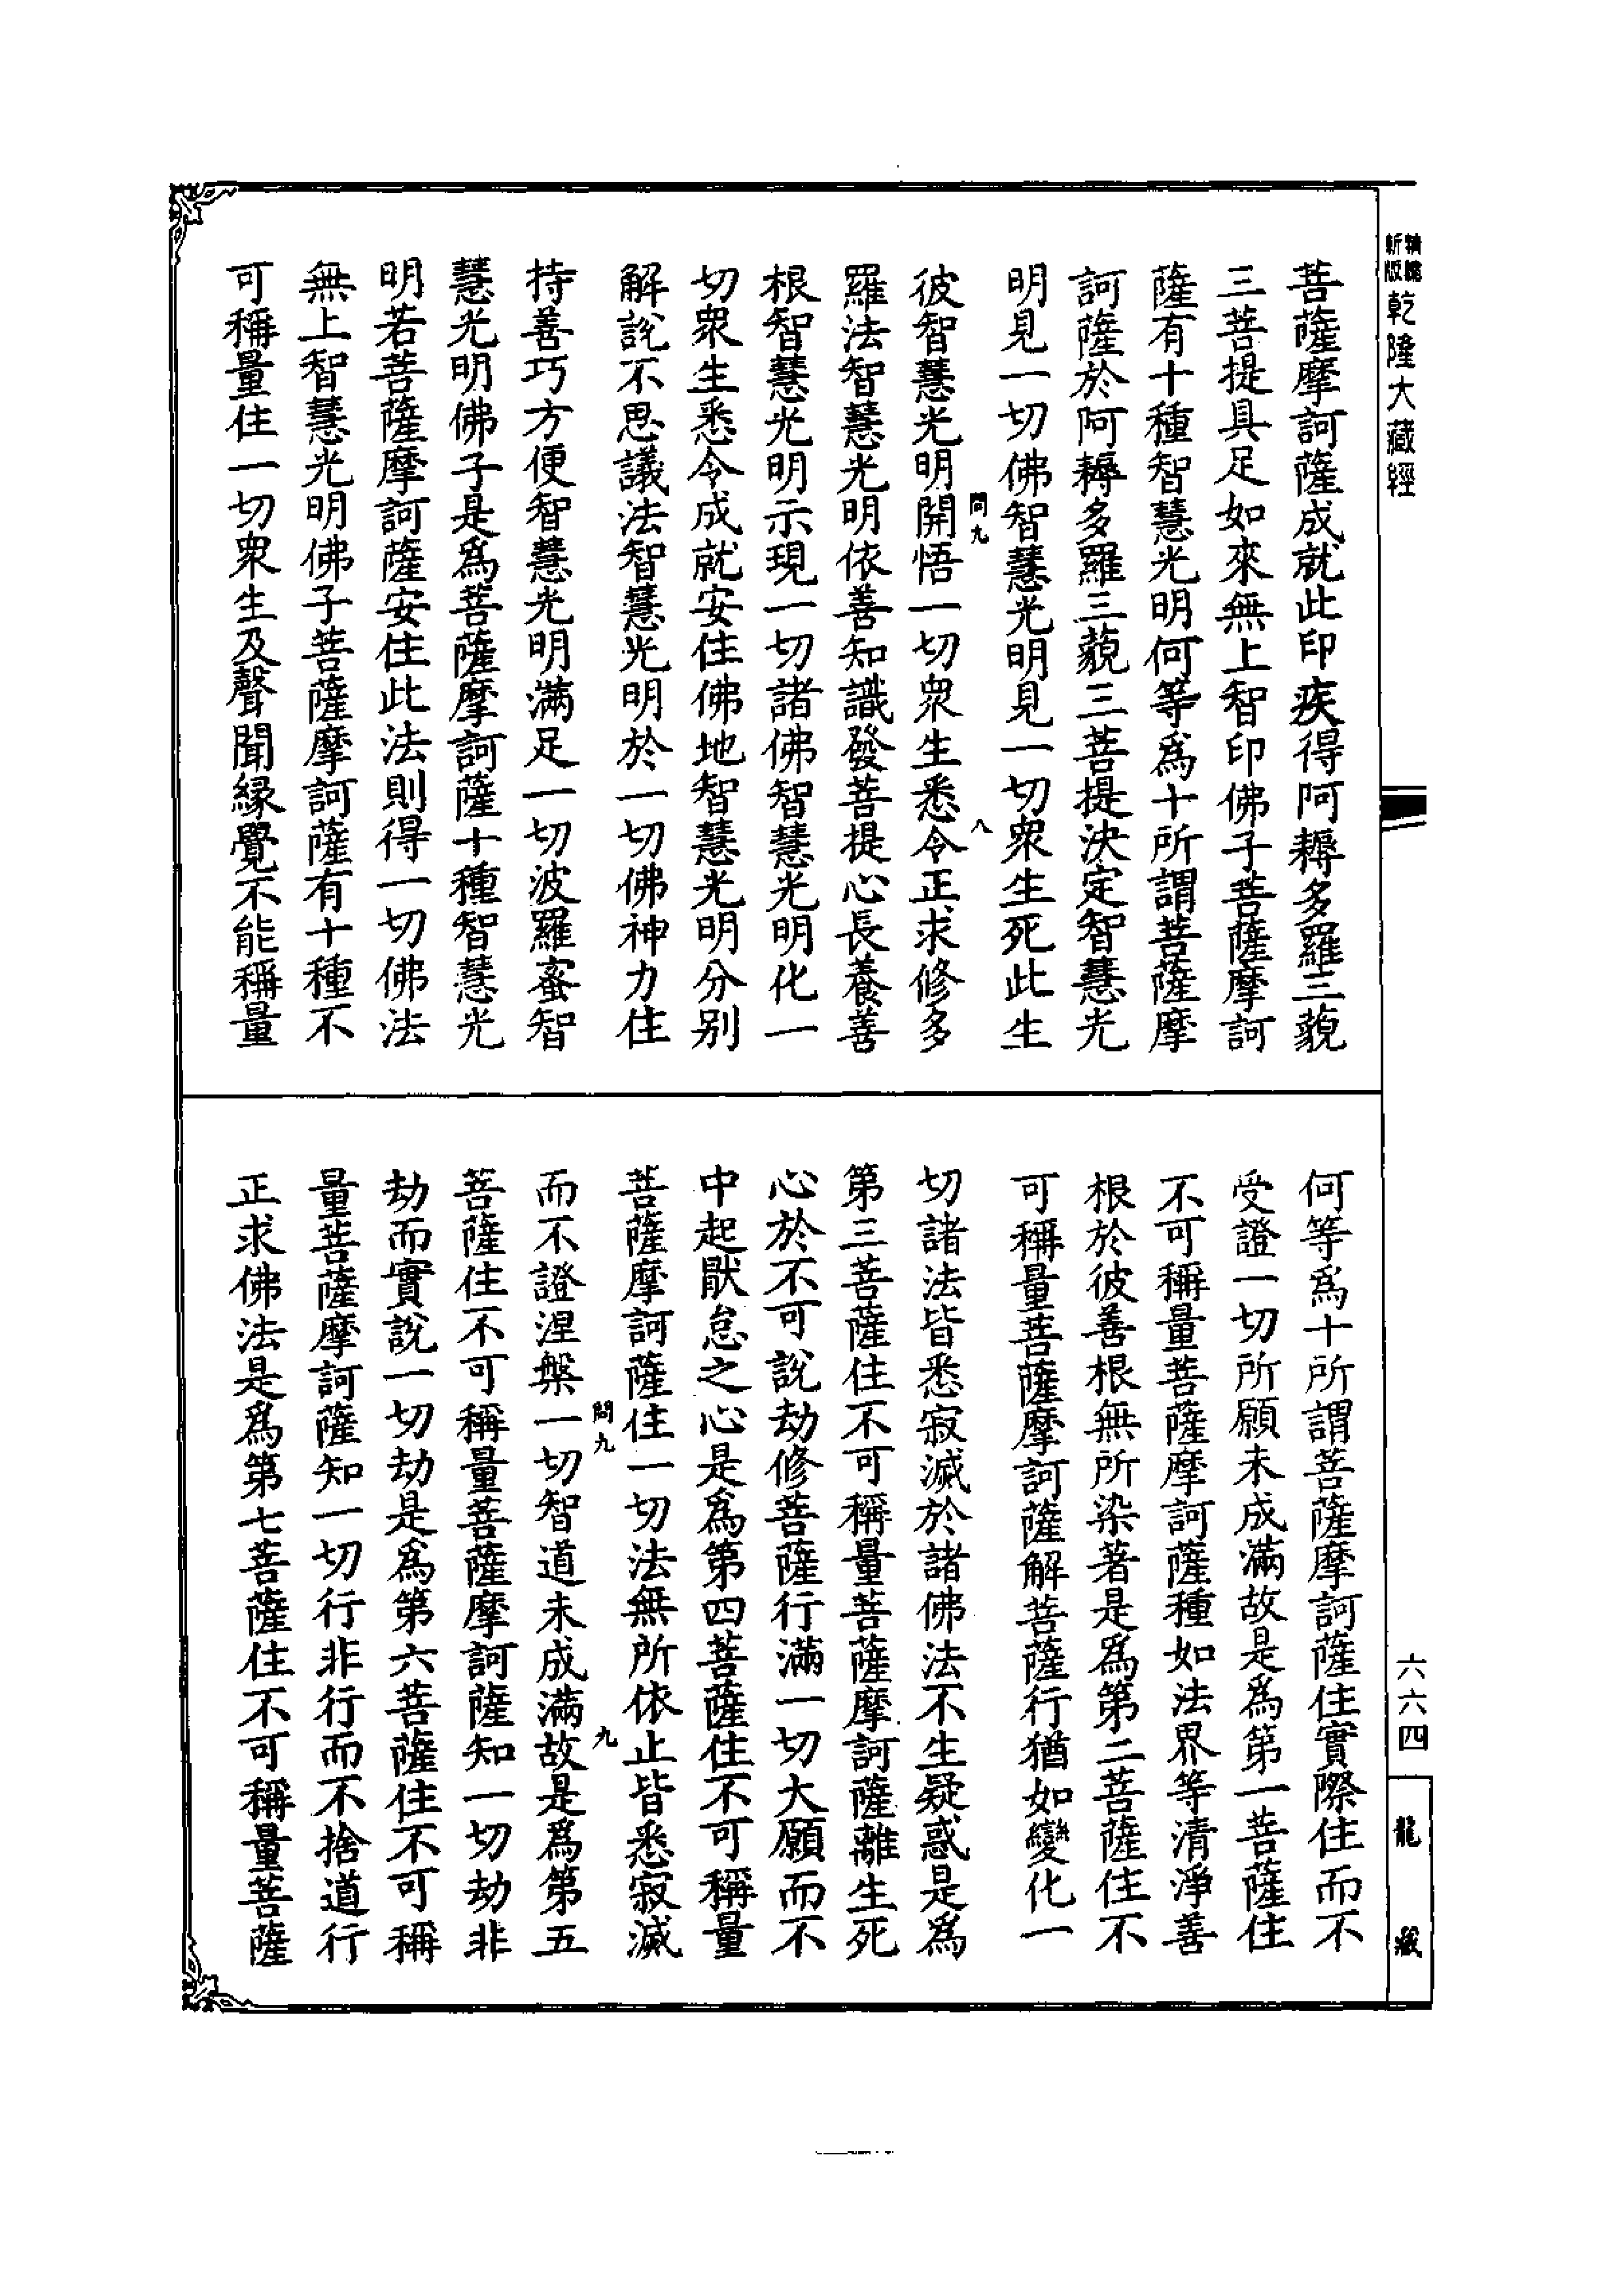 精縮
新版
乾隆大藏經
菩薩摩訶薩成就此印疾得阿耨多羅三藐
三菩提具足如來無上智印佛子菩薩摩訶
薩有十種智慧光明何等為十所謂菩薩摩
訶薩於阿耨多羅三藐三菩提決定智慧光
明見一切佛智慧光明見一切眾生死此生
問九
八
彼智慧光明開悟一切眾生悉令正求修多
羅法智慧光明依善知識發菩提心長養善
根智慧光明示現一切諸佛智慧光明化一
切眾生悉令成就安住佛地智慧光明分別
解說不思議法智慧光明於一切佛神力住
持善巧方便智慧光明滿足一切波羅蜜智
慧光明佛子是為菩薩摩訶薩十種智慧光
明若菩薩摩訶薩安住此法則得一切佛法
無上智慧光明佛子菩薩摩訶薩有十種不
可稱量住一切眾生及聲聞緣覺不能稱量
何等為十所謂菩薩摩訶薩住實際住而不
受證一切所願未成滿故是為第一菩薩住
不可稱量菩薩摩訶薩種如法界等清淨善
根於彼善根無所染著是為第二菩薩住不
可稱量菩薩摩訶薩解菩薩行猶如變化一
切諸法皆悉寂滅於諸佛法不生疑惑是為
第三菩薩住不可稱量菩薩摩訶薩離生死
心於不可說劫修菩薩行滿一切大願而不
中起厭怠之心是為第四菩薩住不可稱量
菩薩摩訶薩住一切法無所依止皆悉寂滅
問九
九
而不證涅槃一切智道未成滿故是為第五
菩薩住不可稱量菩薩摩訶薩知一切劫非
劫而實說一切劫是為第六菩薩住不可稱
量菩薩摩訶薩知一切行非行而不捨道行
正求佛法是為第七菩薩住不可稱量菩薩
六六四
龍藏